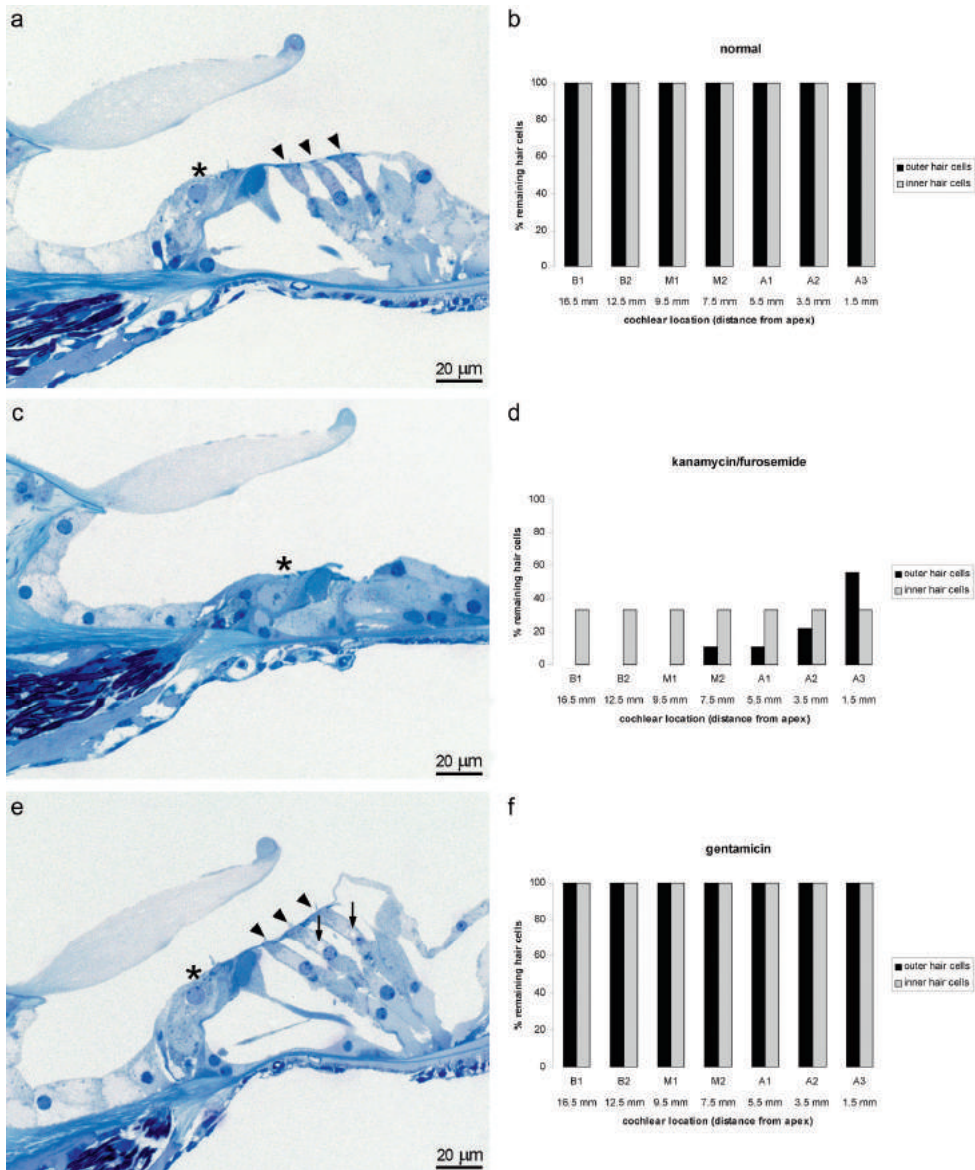 a
*
20 μm
b
normal
% remaining hair cells
100
80
60
40
20
0
B1 B2 M1 M2 A1 A2 A3
16.5 mm 12.5 mm 9.5 mm 7.5 mm 5.5 mm 3.5 mm 1.5 mm
cochlear location (distance from apex)
outer hair cells
inner hair cells
c
*
20 μm
d
kanamycin/furosemide
% remaining hair cells
100
80
60
40
20
0
B1 B2 M1 M2 A1 A2 A3
16.5 mm 12.5 mm 9.5 mm 7.5 mm 5.5 mm 3.5 mm 1.5 mm
cochlear location (distance from apex)
outer hair cells
inner hair cells
e
*
20 μm
f
gentamicin
% remaining hair cells
100
80
60
40
20
0
B1 B2 M1 M2 A1 A2 A3
16.5 mm 12.5 mm 9.5 mm 7.5 mm 5.5 mm 3.5 mm 1.5 mm
cochlear location (distance from apex)
outer hair cells
inner hair cells